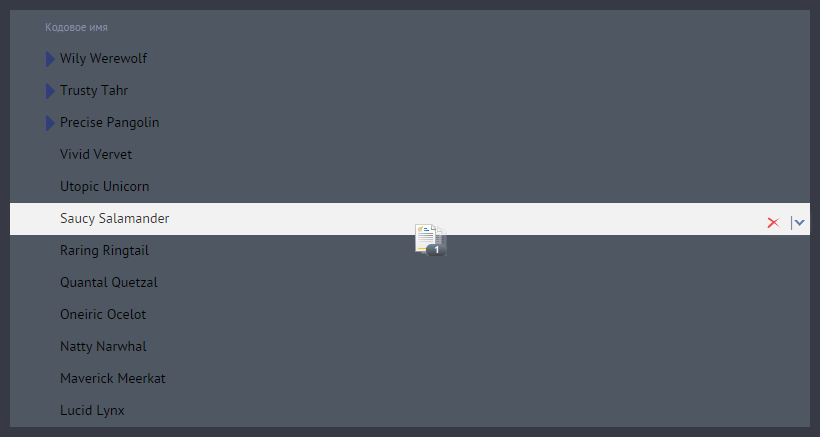 Кодовое имя
Wily Werewolf
Trusty Tahr
Precise Pangolin
Vivid Vervet
Utopic Unicorn
Saucy Salamander
1
Raring Ringtail
Quantal Quetzal
Oneiric Ocelot
Natty Narwhal
Maverick Meerkat
Lucid Lynx